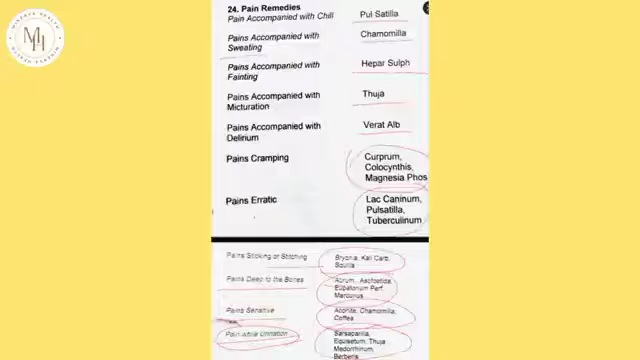 MH
24. Pain Remedies
Pain Accompanied with Chill
Pul Satilla
Pains Accompanied with
Sweating
Chamomilla
Pains Accompanied with
Fainting
Hepar Sulph
Pains Accompanied with
Micturation
Thuja
Pains Accompanied with
Delirium
Verat Alb
Pains Cramping
Curprum,
Colocynthis,
Magnesia Phos
Pains Erratic
Lac Caninum,
Pulsatilla,
Tuberculinum
Pains Sticking or Stitching
Bryonia, Kali Carb,
Squilla
Pains Deep to the Bones
Aurum, Asofoetida,
Eupatorium Perf
Mercurius
Pains Sensitive
Aconite, Chamomilla,
Coffea
Pain while Urination
Sarsaparilla,
Equisetum, Thuja
Medorrhinum,
Berberis